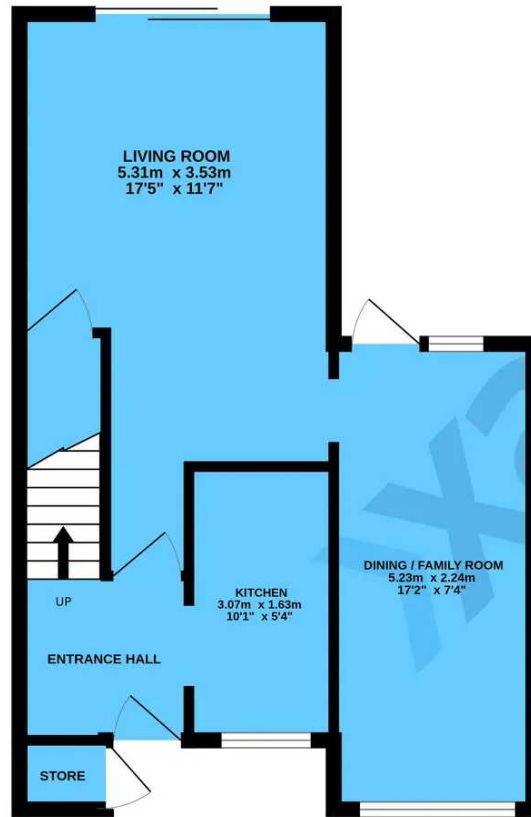 LIVING ROOM
5.31m x 3.53m
17'5" x 11'7"
DINING / FAMILY ROOM
5.23m x 2.24m
17'2" x 7'4"
KITCHEN
3.07m x 1.63m
10'1" x 5'4"
UP
ENTRANCE HALL
STORE